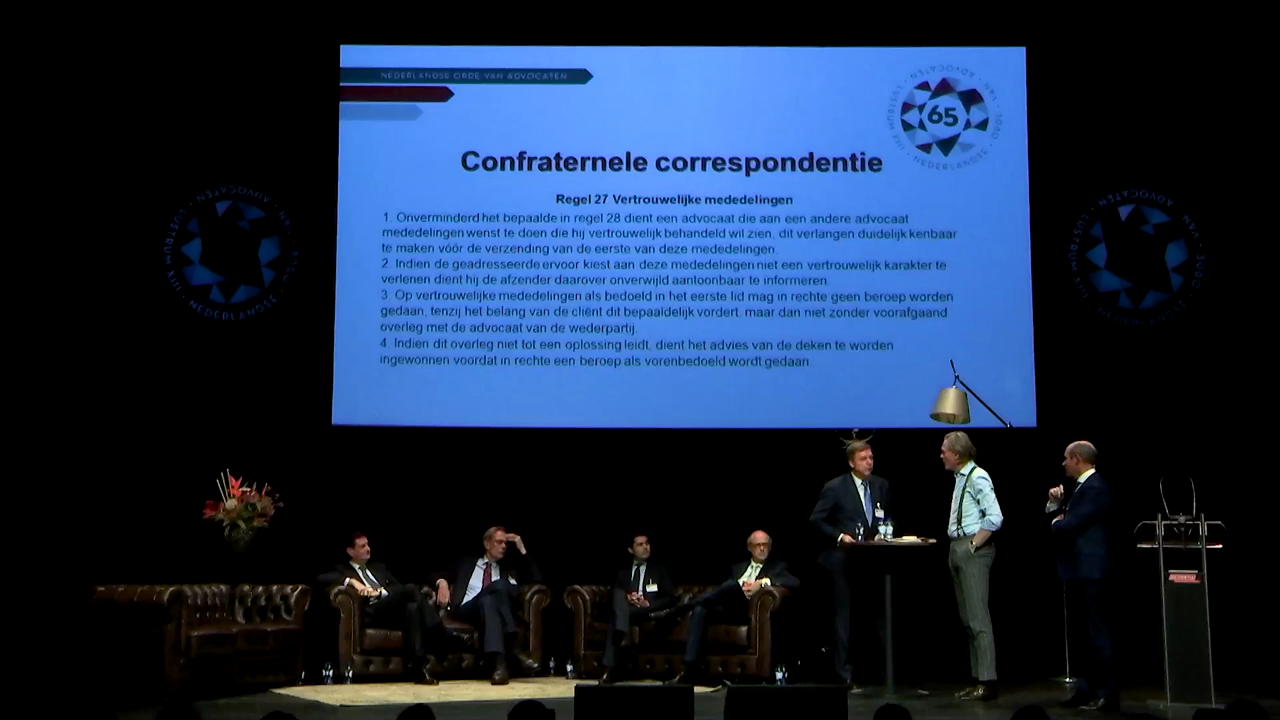 NEDERLANDSE ORDE VAN ADVOCATEN
65
Confraternele correspondentie
Regel 27 Vertrouwelijke mededelingen
1. Onverminderd het bepaalde in regel 28 dient een advocaat die aan een andere advocaat
mededelingen wenst te doen die hij vertrouwelijk behandeld wil zien, dit verlangen duidelijk kenbaar
te maken vóór de verzending van de eerste van deze mededelingen.
2. Indien de geadresseerde ervoor kiest aan deze mededelingen niet een vertrouwelijk karakter te
verlenen dient hij de afzender daarover onverwijld aantoonbaar te informeren.
3. Op vertrouwelijke mededelingen als bedoeld in het eerste lid mag in rechte geen beroep worden
gedaan, tenzij het belang van de cliënt dit bepaaldelijk vordert, maar dan niet zonder voorafgaand
overleg met de advocaat van de wederpartij.
4. Indien dit overleg niet tot een oplossing leidt, dient het advies van de deken te worden
ingewonnen voordat in rechte een beroep als vorenbedoeld wordt gedaan